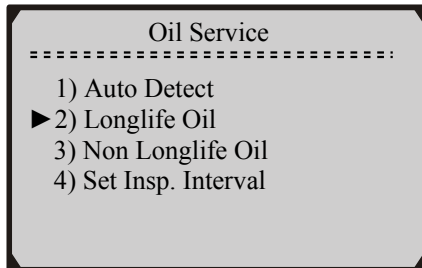 Oil Service
1) Auto Detect
►2) Longlife Oil
3) Non Longlife Oil
4) Set Insp. Interval